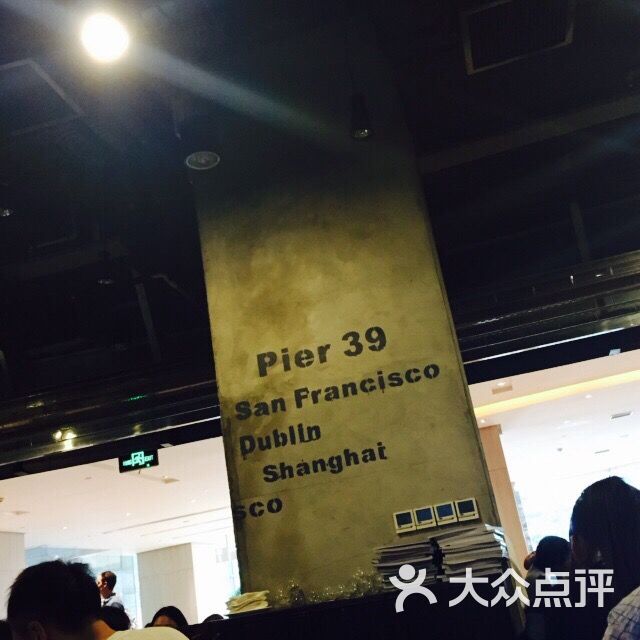 Pier 39
San Francisco
Dublin
Shanghai
sco
大众点评